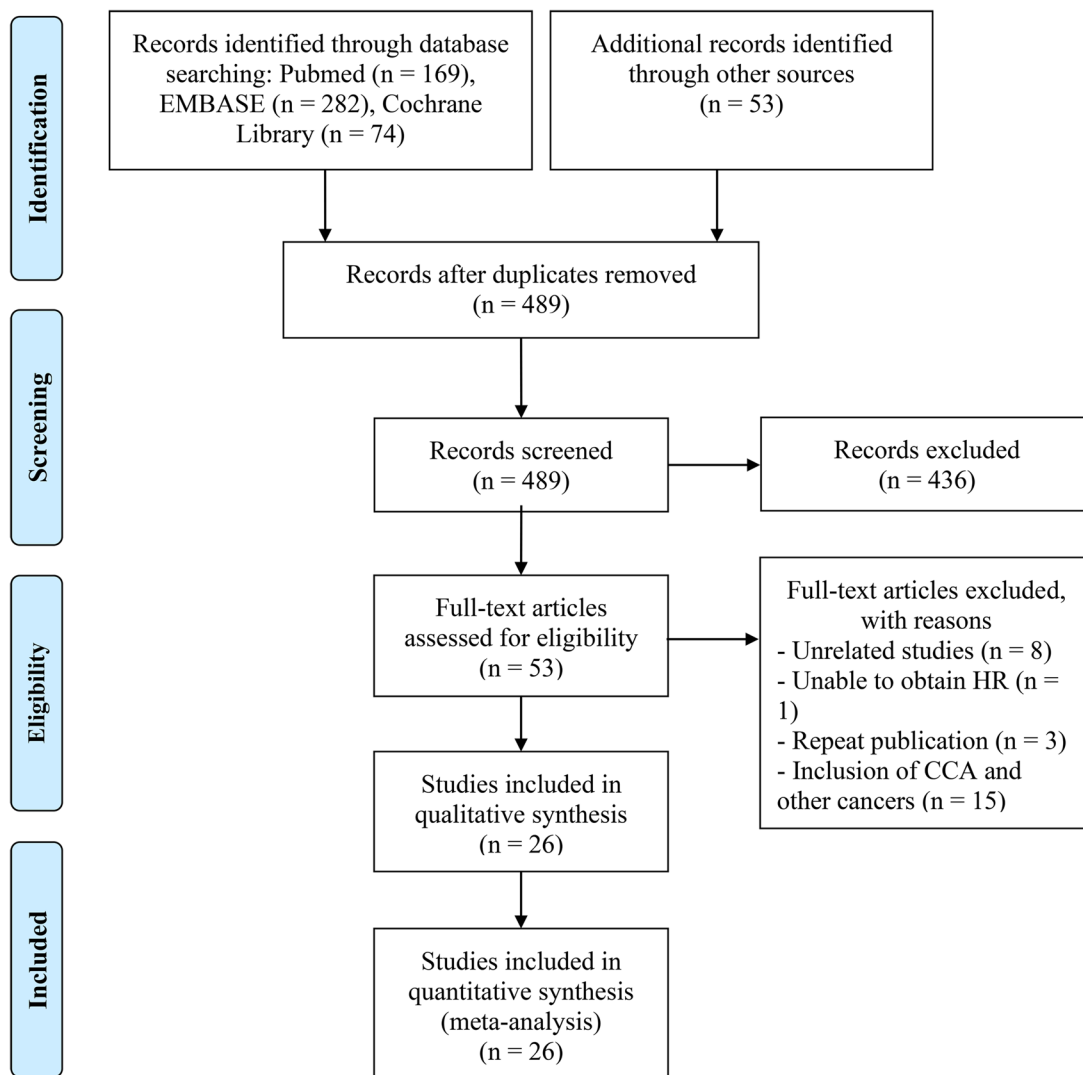 Identification
Records identified through database
searching: Pubmed (n = 169),
EMBASE (n = 282), Cochrane
Library (n = 74)
Additional records identified
through other sources
(n = 53)
Records after duplicates removed
(n = 489)
Screening
Records screened
(n = 489)
Records excluded
(n = 436)
Eligibility
Full-text articles
assessed for eligibility
(n = 53)
Full-text articles excluded,
with reasons
- Unrelated studies (n = 8)
- Unable to obtain HR (n =
1)
- Repeat publication (n = 3)
- Inclusion of CCA and
other cancers (n = 15)
Studies included in
qualitative synthesis
(n = 26)
Included
Studies included in
quantitative synthesis
(meta-analysis)
(n = 26)